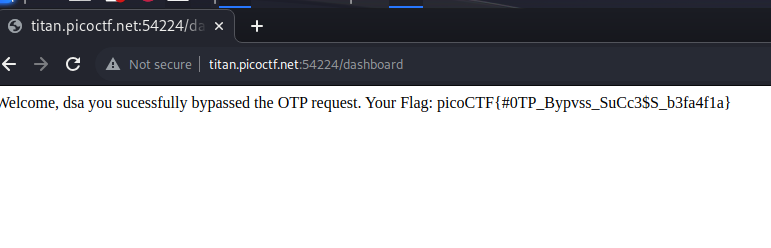 titan.picoctf.net:54224/da
Not secure titan.picoctf.net:54224/dashboard
Welcome, dsa you sucessfully bypassed the OTP request. Your Flag: picoCTF{#0TP_Bypvss_SuCc3$S_b3fa4f1a}